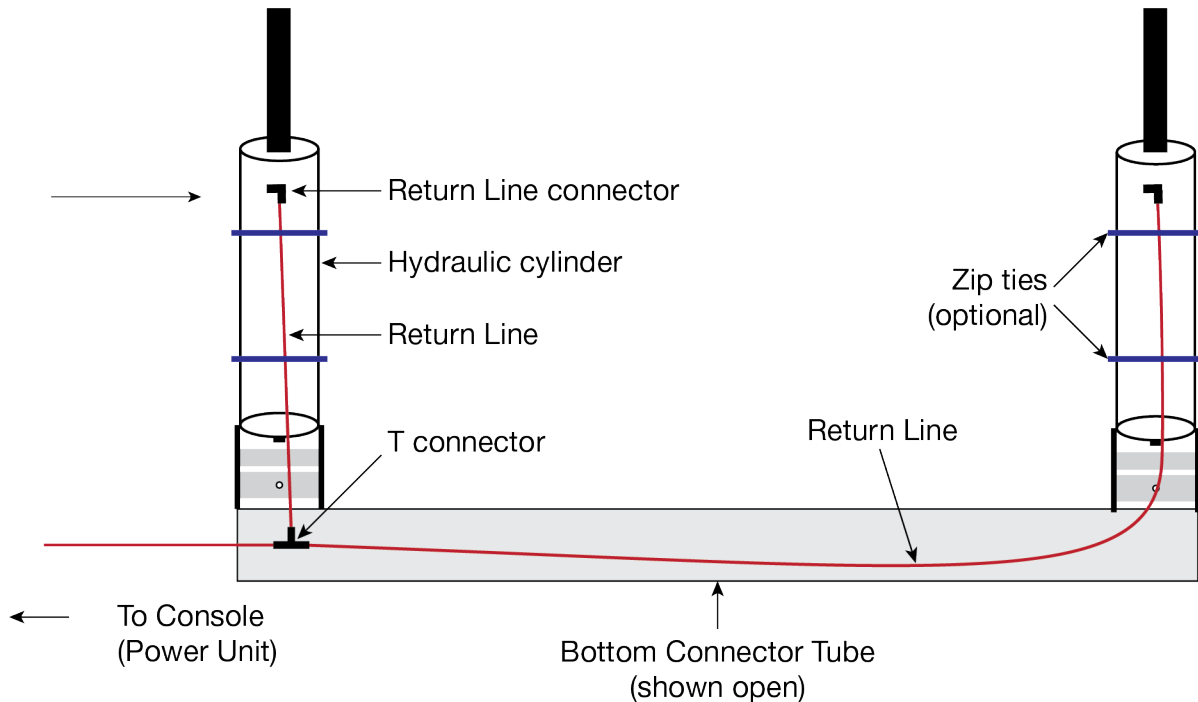 Return Line connector
Hydraulic cylinder
Zip ties
(optional)
Return Line
T connector
Return Line
To Console
(Power Unit)
Bottom Connector Tube
(shown open)